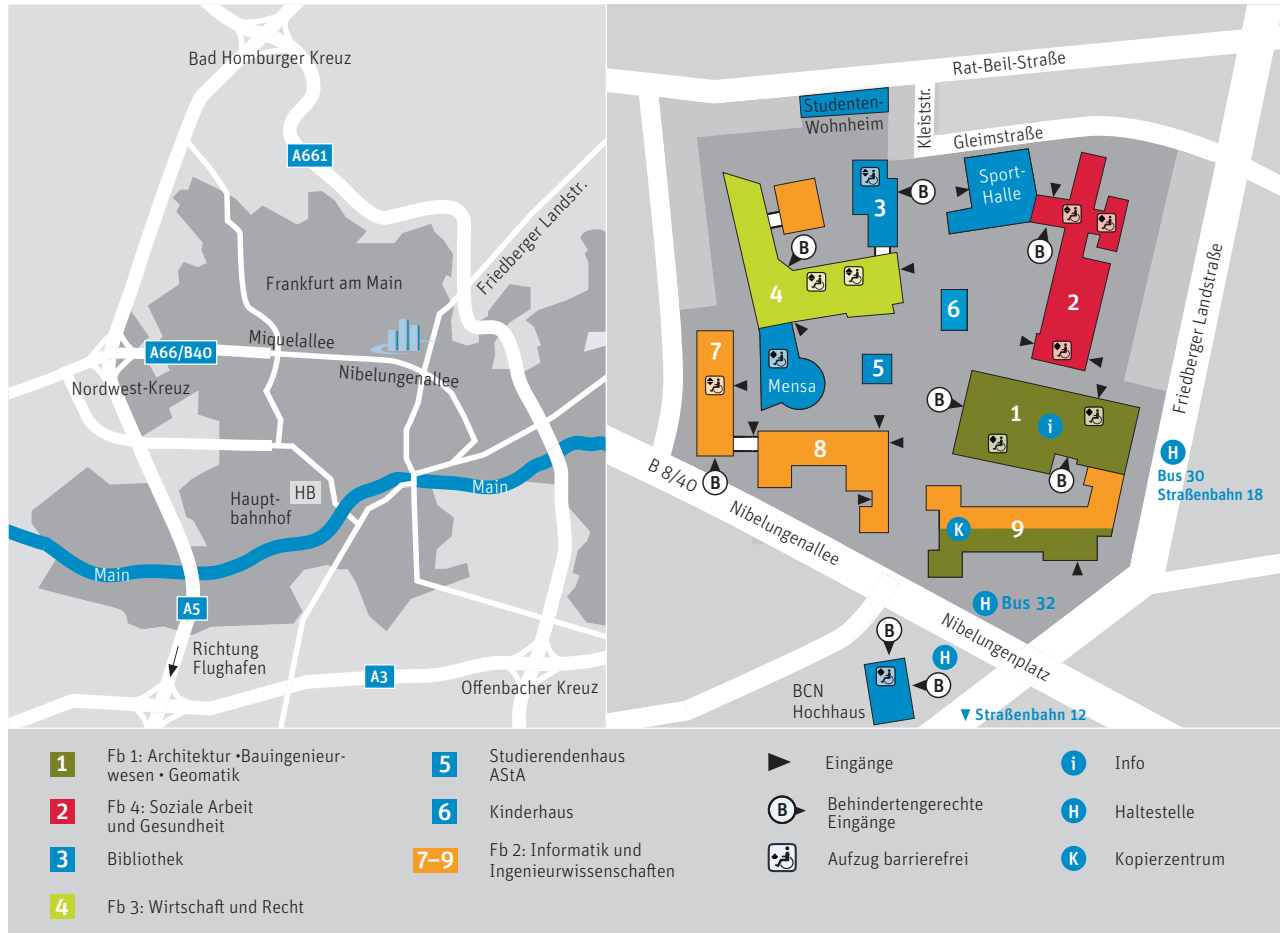 Bad Homburger Kreuz
A661
Friedberger Landstr.
Frankfurt am Main
Miquelallee
A66/B40
Nibelungenallee
Nordwest-Kreuz
HB
Haupt-
bahnhof
Main
Main
A5
Richtung
Flughafen
A3
Offenbacher Kreuz
Rat-Beil-Straße
Studenten-
Wohnheim
Kleiststr.
Gleimstraße
Sport-
Halle
3
B
B
B
4
2
6
7
5
Mensa
Friedberger Landstraße
B
1
i
8
B
B
H
Bus 30
Straßenbahn 18
B 8/40
Nibelungenallee
K
9
H Bus 32
Nibelungenplatz
B
H
B
BCN
Hochhaus
Straßenbahn 12
1 Fb 1: Architektur •Bauingenieur-
wesen • Geomatik
2 Fb 4: Soziale Arbeit
und Gesundheit
3 Bibliothek
4 Fb 3: Wirtschaft und Recht
5 Studierendenhaus
AStA
6 Kinderhaus
7–9 Fb 2: Informatik und
Ingenieurwissenschaften
Eingänge
B Behindertengerechte
Eingänge
Aufzug barrierefrei
i Info
H Haltestelle
K Kopierzentrum